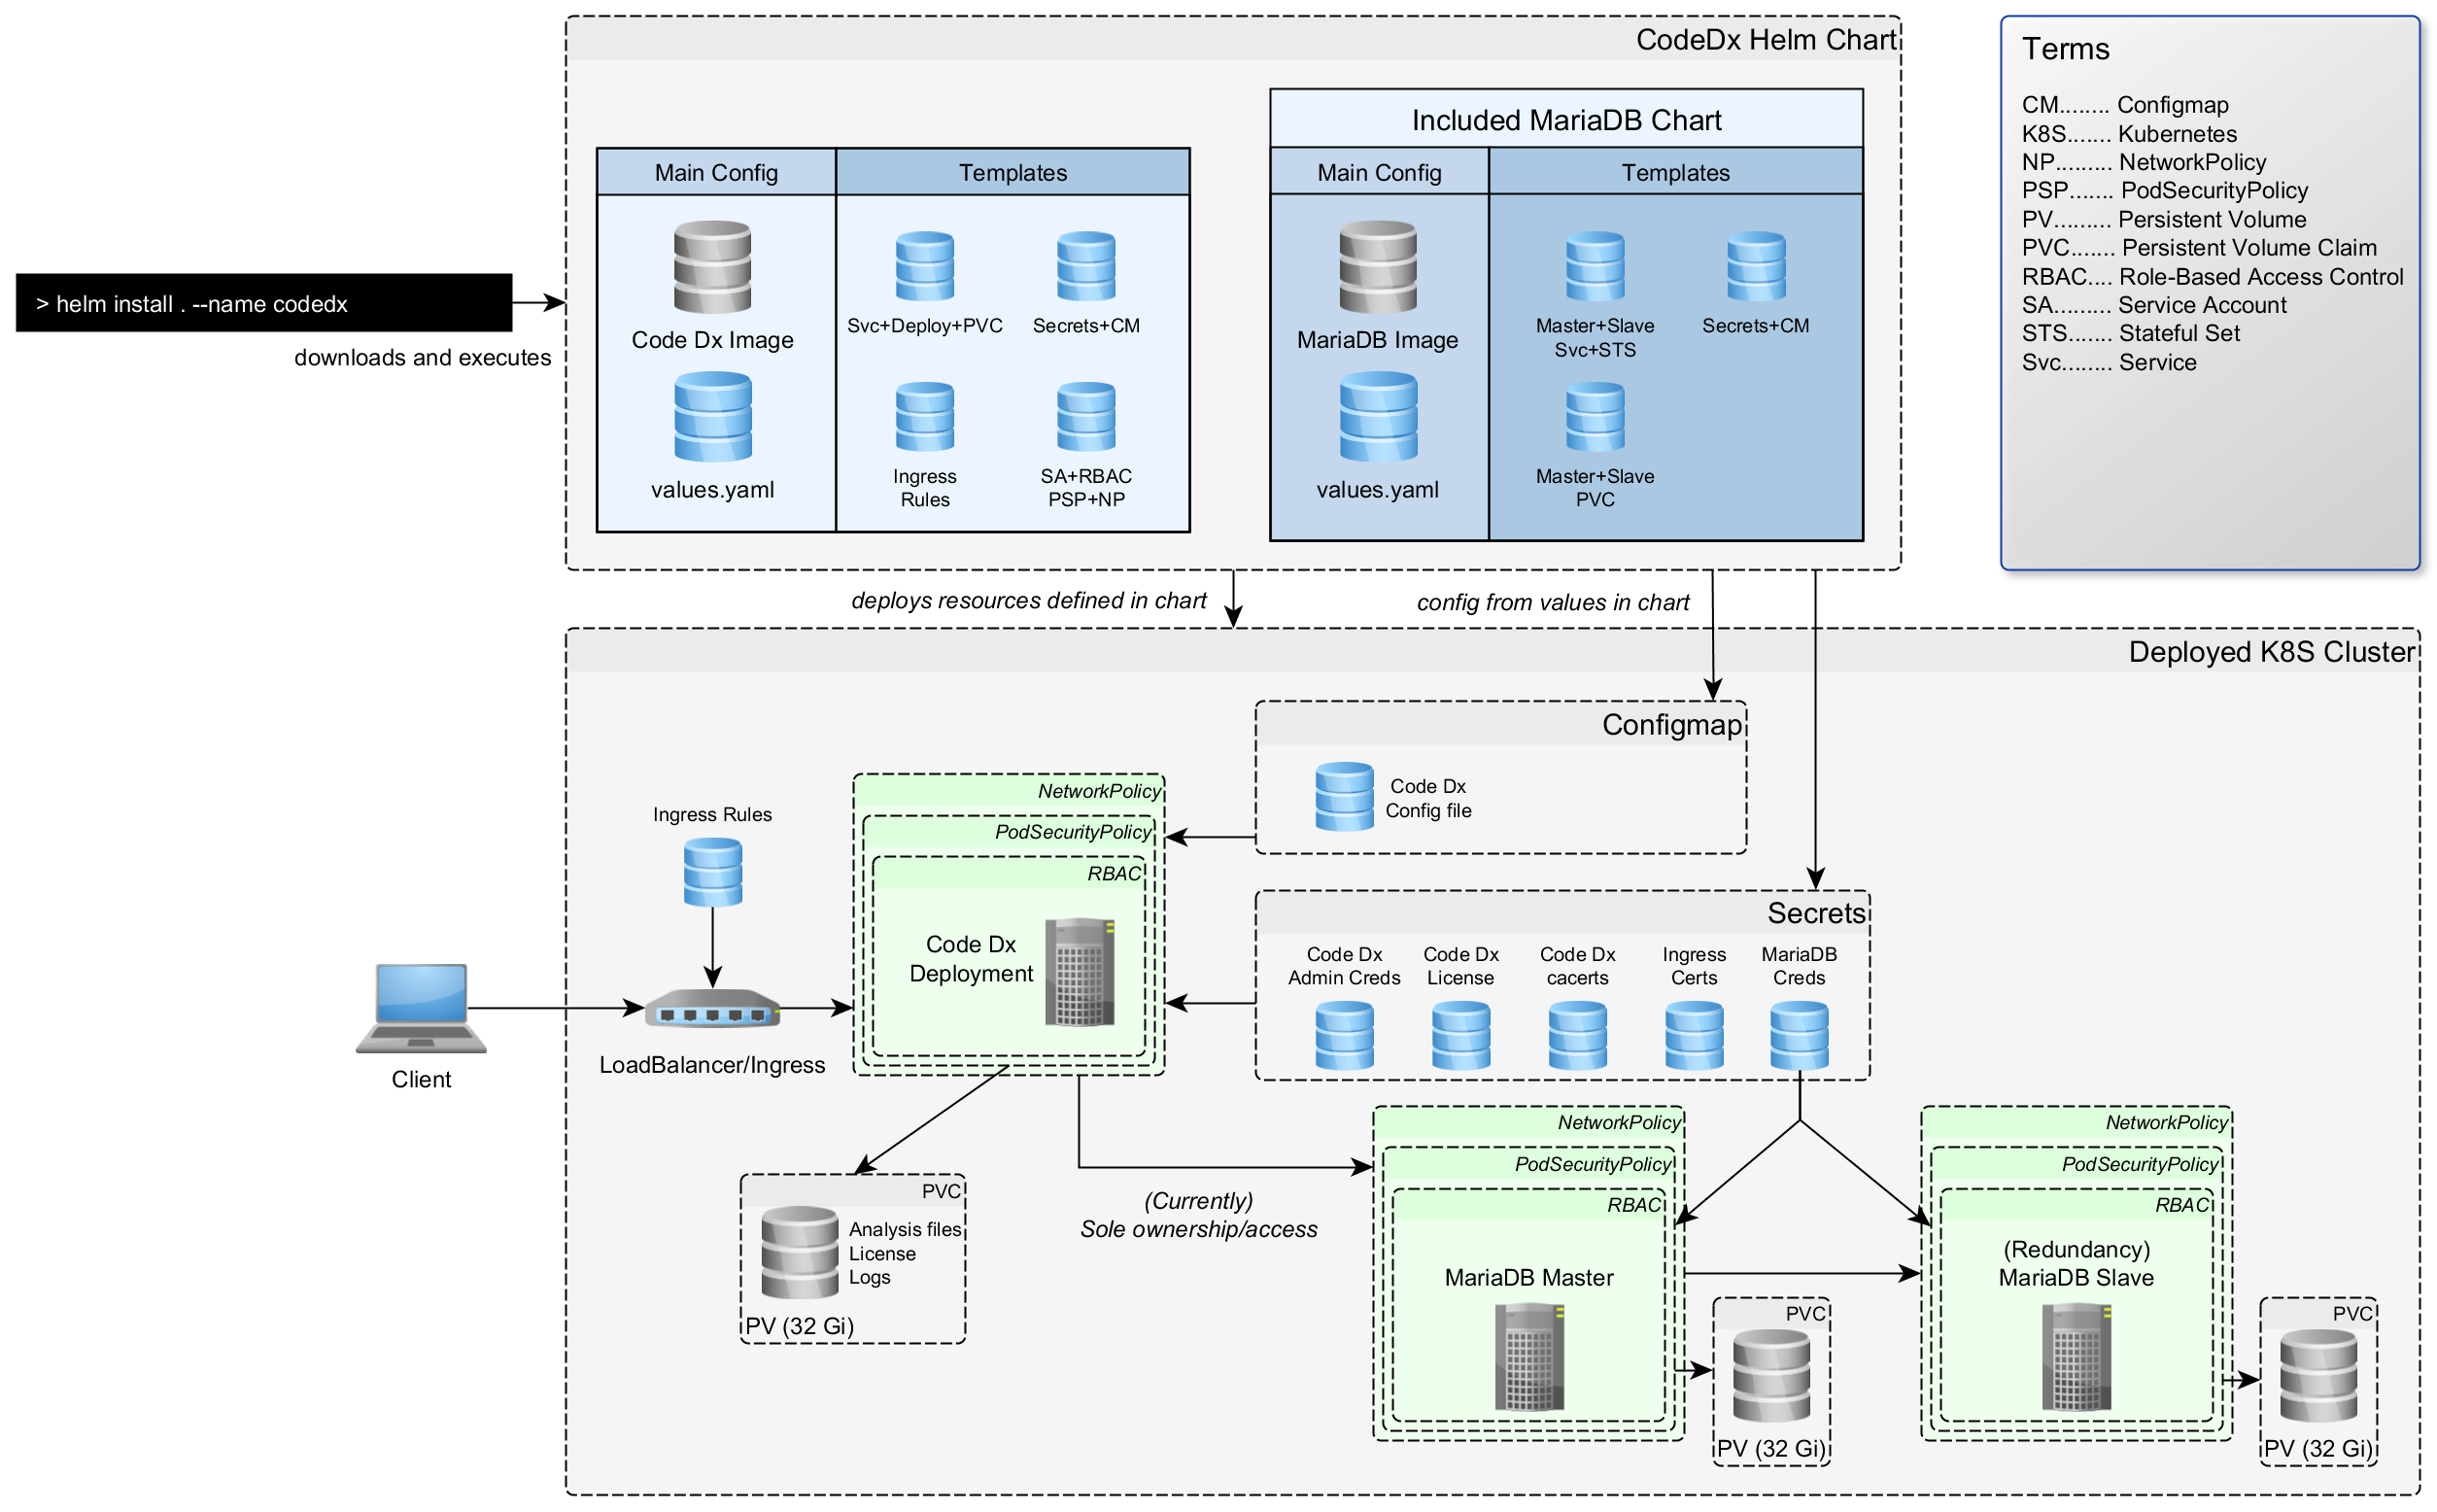 CodeDx Helm Chart
> helm install . --name codedx
downloads and executes
Main Config
Templates
Code Dx Image
values.yaml
Svc+Deploy+PVC
Secrets+CM
Ingress
Rules
SA+RBAC
PSP+NP
Included MariaDB Chart
Main Config
Templates
MariaDB Image
values.yaml
Master+Slave
Svc+STS
Secrets+CM
Master+Slave
PVC
Terms
CM........ Configmap
K8S....... Kubernetes
NP......... NetworkPolicy
PSP....... PodSecurityPolicy
PV......... Persistent Volume
PVC....... Persistent Volume Claim
RBAC.... Role-Based Access Control
SA......... Service Account
STS....... Stateful Set
Svc........ Service
deploys resources defined in chart
config from values in chart
Deployed K8S Cluster
Configmap
Code Dx
Config file
Ingress Rules
NetworkPolicy
PodSecurityPolicy
RBAC
Code Dx
Deployment
Client
LoadBalancer/Ingress
Secrets
Code Dx
Admin Creds
Code Dx
License
Code Dx
cacerts
Ingress
Certs
MariaDB
Creds
PVC
Analysis files
License
Logs
PV (32 Gi)
(Currently)
Sole ownership/access
NetworkPolicy
PodSecurityPolicy
RBAC
MariaDB Master
PVC
PV (32 Gi)
NetworkPolicy
PodSecurityPolicy
RBAC
(Redundancy)
MariaDB Slave
PVC
PV (32 Gi)